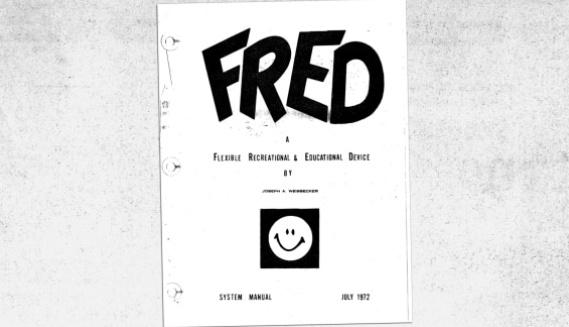 FRED
A
FLEXIBLE RECREATIONAL & EDUCATIONAL DEVICE
BY
JOSEPH A. WEISBECKER
SYSTEM MANUAL JULY 1972